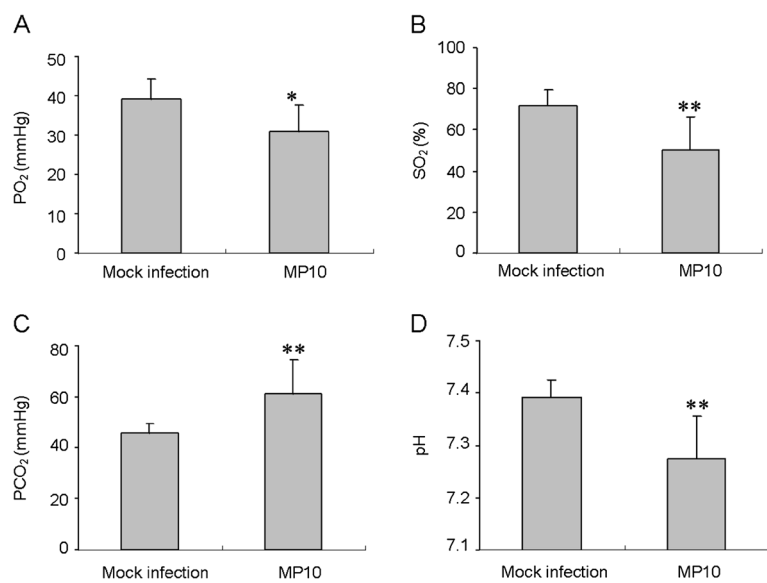 A
50
40
30
20
10
0
PO₂ (mmHg)
*
Mock infection
MP10
B
100
80
60
40
20
0
SO₂ (%)
**
Mock infection
MP10
C
80
60
40
20
0
PCO₂ (mmHg)
**
Mock infection
MP10
D
7.5
7.4
7.3
7.2
7.1
pH
**
Mock infection
MP10